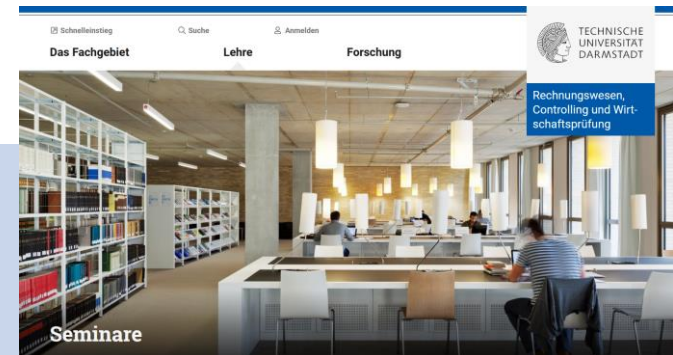 Schnelleinstieg
Suche
Anmelden
Das Fachgebiet
Lehre
Forschung
TECHNISCHE
UNIVERSITÄT
DARMSTADT
Rechnungswesen,
Controlling und Wirt-
schaftsprüfung
Seminare